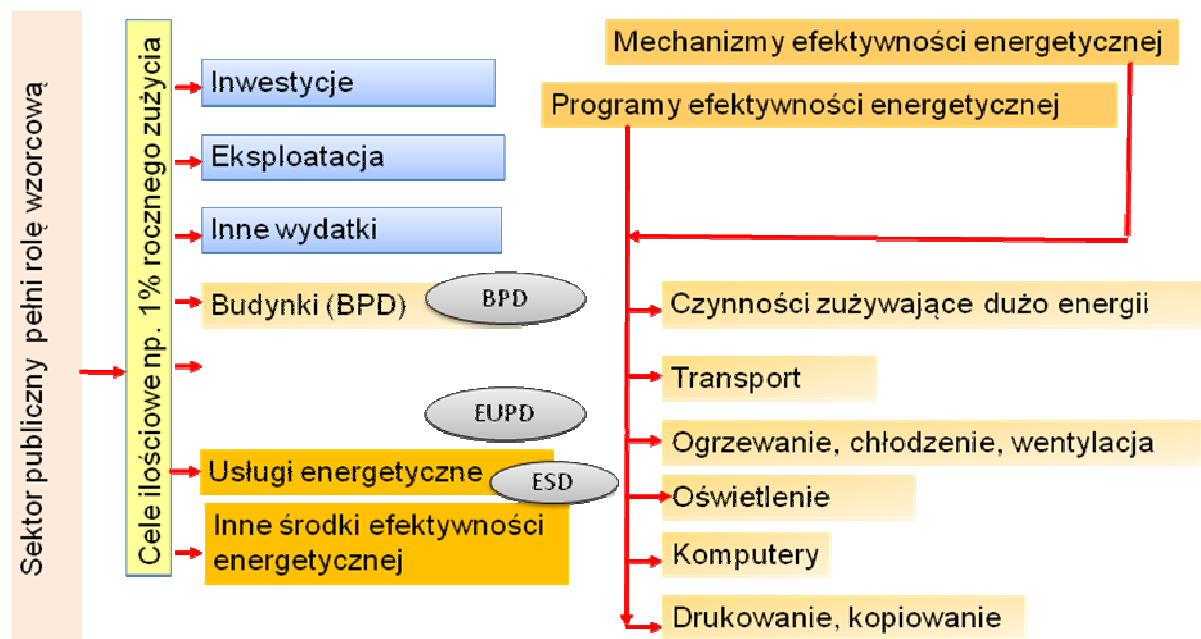 Sektor publiczny pełni rolę wzorcową
Cele ilościowe np. 1% rocznego zużycia
Inwestycje
Eksploatacja
Inne wydatki
Budynki (BPD)
BPD
EUPD
Usługi energetyczne
ESD
Inne środki efektywności
energetycznej
Mechanizmy efektywności energetycznej
Programy efektywności energetycznej
Czynności zużywające dużo energii
Transport
Ogrzewanie, chłodzenie, wentylacja
Oświetlenie
Komputery
Drukowanie, kopiowanie